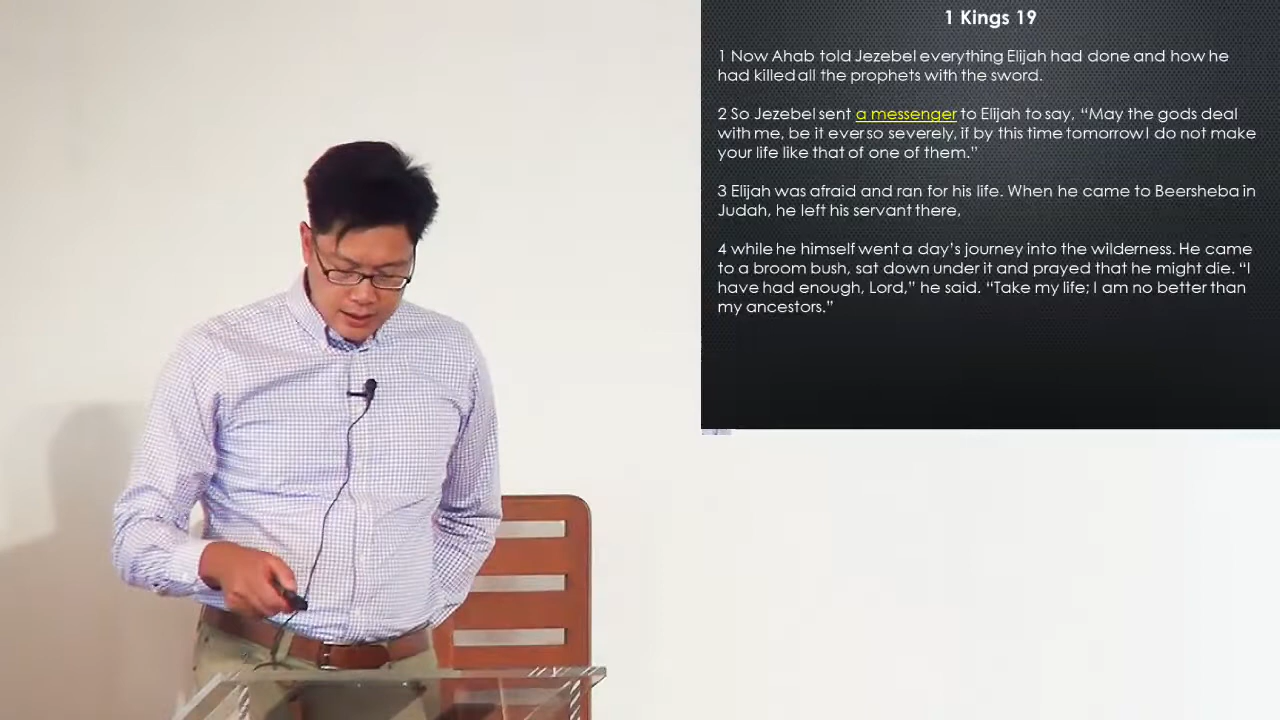 1 Kings 19
1 Now Ahab told Jezebel everything Elijah had done and how he
had killed all the prophets with the sword.
2 So Jezebel sent a messenger to Elijah to say, “May the gods deal
with me, be it ever so severely, if by this time tomorrow I do not make
your life like that of one of them.”
3 Elijah was afraid and ran for his life. When he came to Beersheba in
Judah, he left his servant there,
4 while he himself went a day’s journey into the wilderness. He came
to a broom bush, sat down under it and prayed that he might die. “I
have had enough, Lord,” he said. “Take my life; I am no better than
my ancestors.”